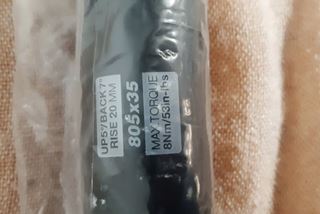 UP5°/BACK7°
RISE 20 MM
805x35
MAX.TORQUE
8Nm/53in-lbs